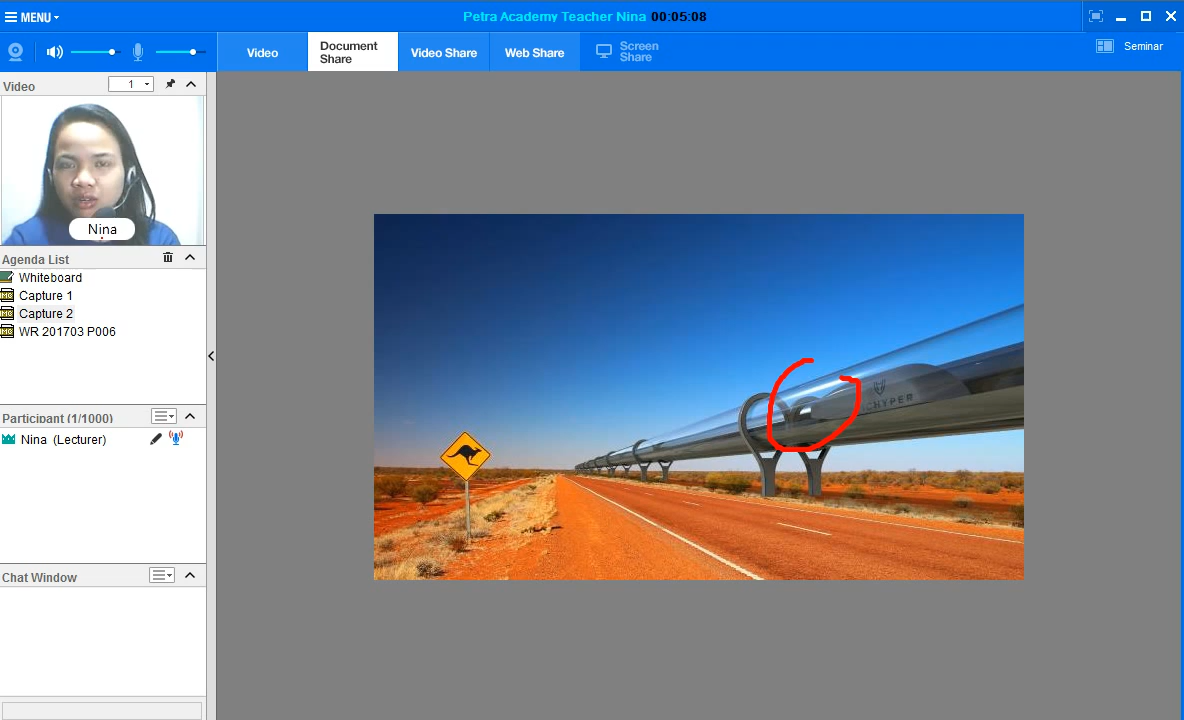 MENU
Petra Academy Teacher Nina 00:05:08
Video
Document Share
Video Share
Web Share
Screen Share
Seminar
Video
1
Nina
Agenda List
Whiteboard
Capture 1
Capture 2
WR 201703 P006
Participant (1/1000)
Nina (Lecturer)
Chat Window
HYPER